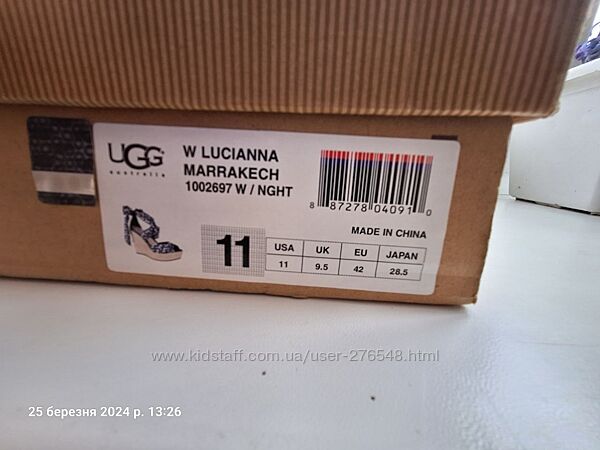 UGG
australia
W LUCIANNA
MARRAKECH
1002697 W / NGHT
8 87278 04091 0
MADE IN CHINA
11
USA UK EU JAPAN
11 9.5 42 28.5
www.kidstaff.com.ua/user-276548.html
25 березня 2024 р. 13:26